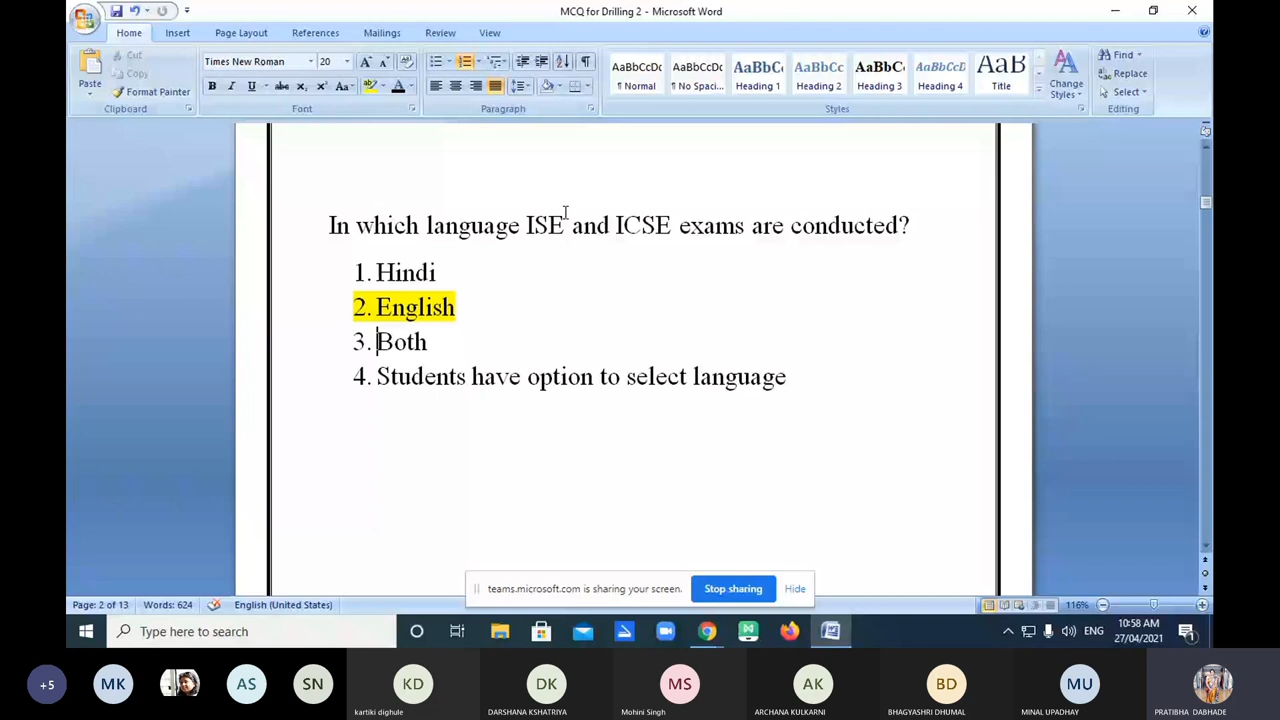 MCQ for Drilling 2 - Microsoft Word
Home Insert Page Layout References Mailings Review View
Paste
Cut
Copy
Format Painter
Clipboard
Times New Roman 20
Font
Paragraph
AaBbCcDc AaBbCcDc AaBbC AaBbCc AaBbCc AaBbCcD AaB
¶ Normal ¶ No Spaci... Heading 1 Heading 2 Heading 3 Heading 4 Title
Change Styles
Styles
Find
Replace
Select
Editing
In which language ISE and ICSE exams are conducted?
1. Hindi
2. English
3. Both
4. Students have option to select language
teams.microsoft.com is sharing your screen. Stop sharing Hide
Page: 2 of 13 Words: 624 English (United States) 116%
Type here to search
ENG
10:58 AM
27/04/2021
+5 MK AS SN KD DK MS AK BD MU
kartiki dighule DARSHANA KSHATRIYA Mohini Singh ARCHANA KULKARNI BHAGYASHRI DHUMAL MINAL UPADHAY PRATIBHA DABHADE